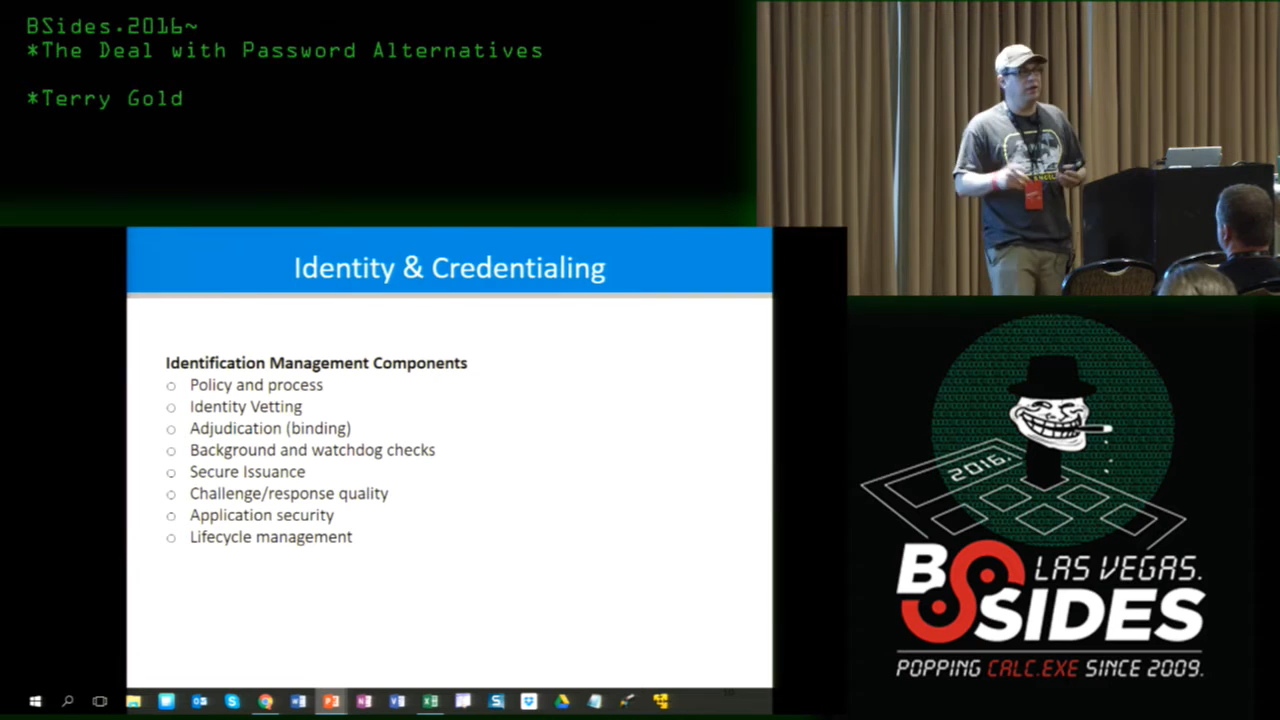 BSides.2016~
*The Deal with Password Alternatives
*Terry Gold
Identity & Credentialing
Identification Management Components
Policy and process
Identity Vetting
Adjudication (binding)
Background and watchdog checks
Secure Issuance
Challenge/response quality
Application security
Lifecycle management
2016.
BSIDES
LAS VEGAS.
POPPING CALC.EXE SINCE 2009.